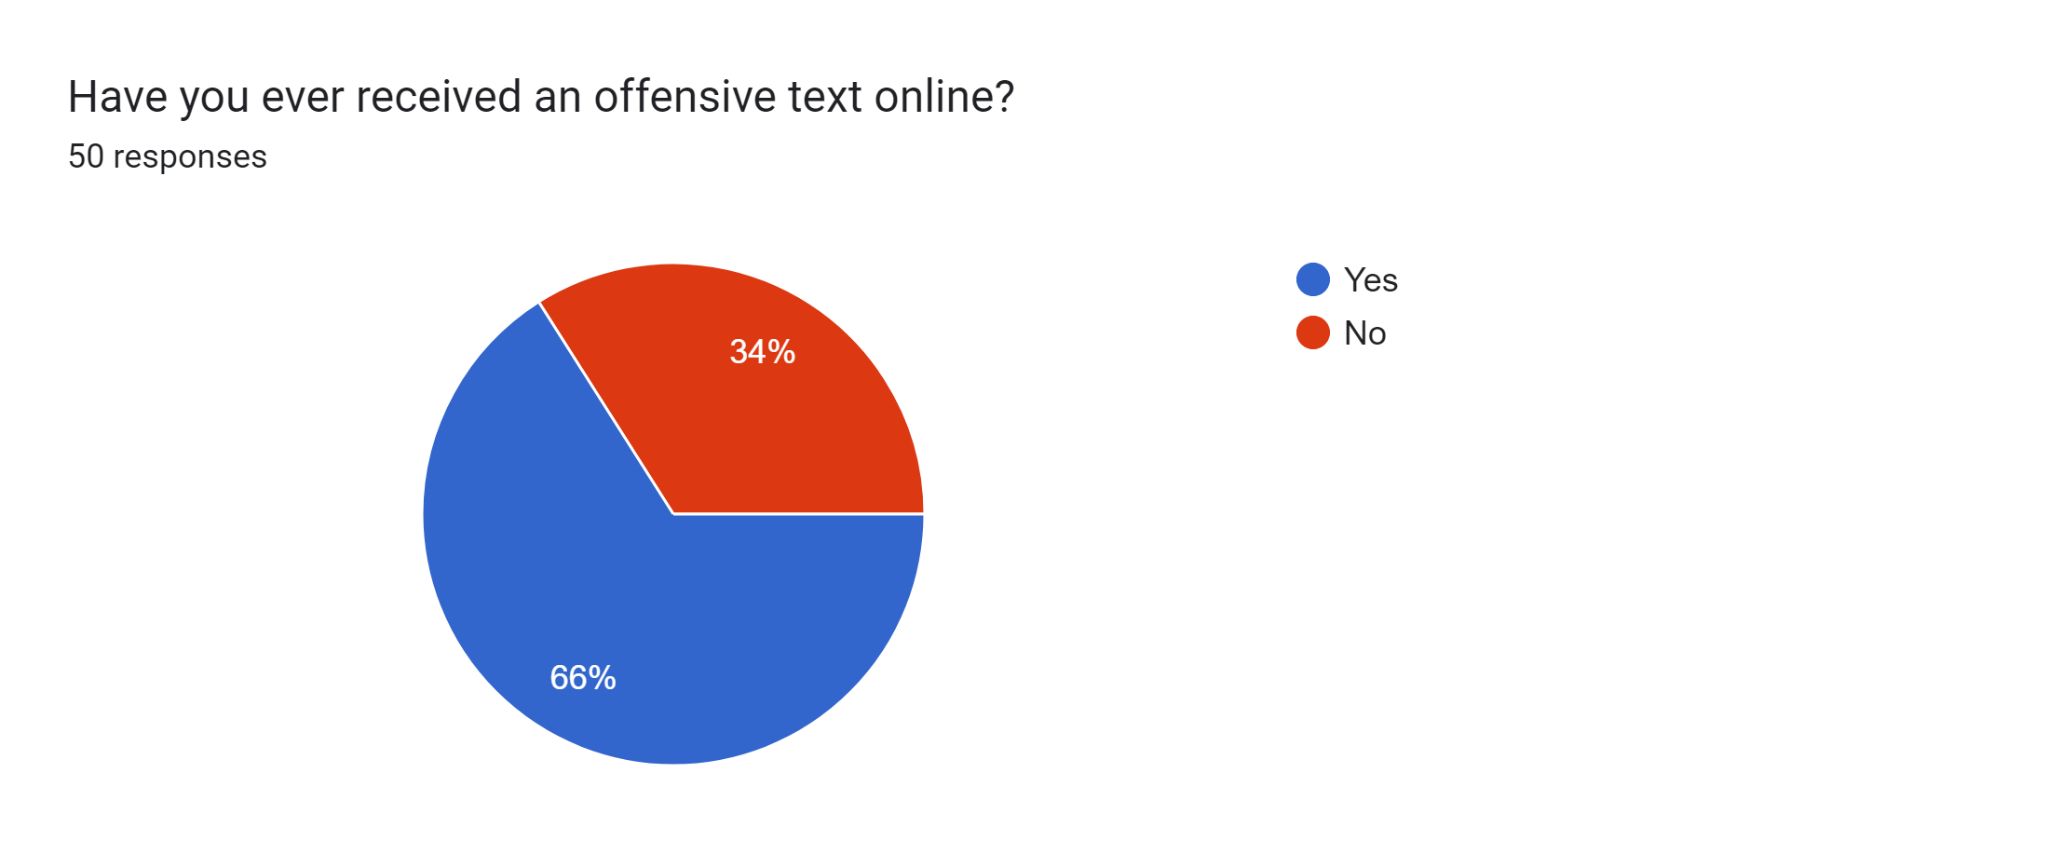 Have you ever received an offensive text online?
50 responses
Yes
No
34%
66%